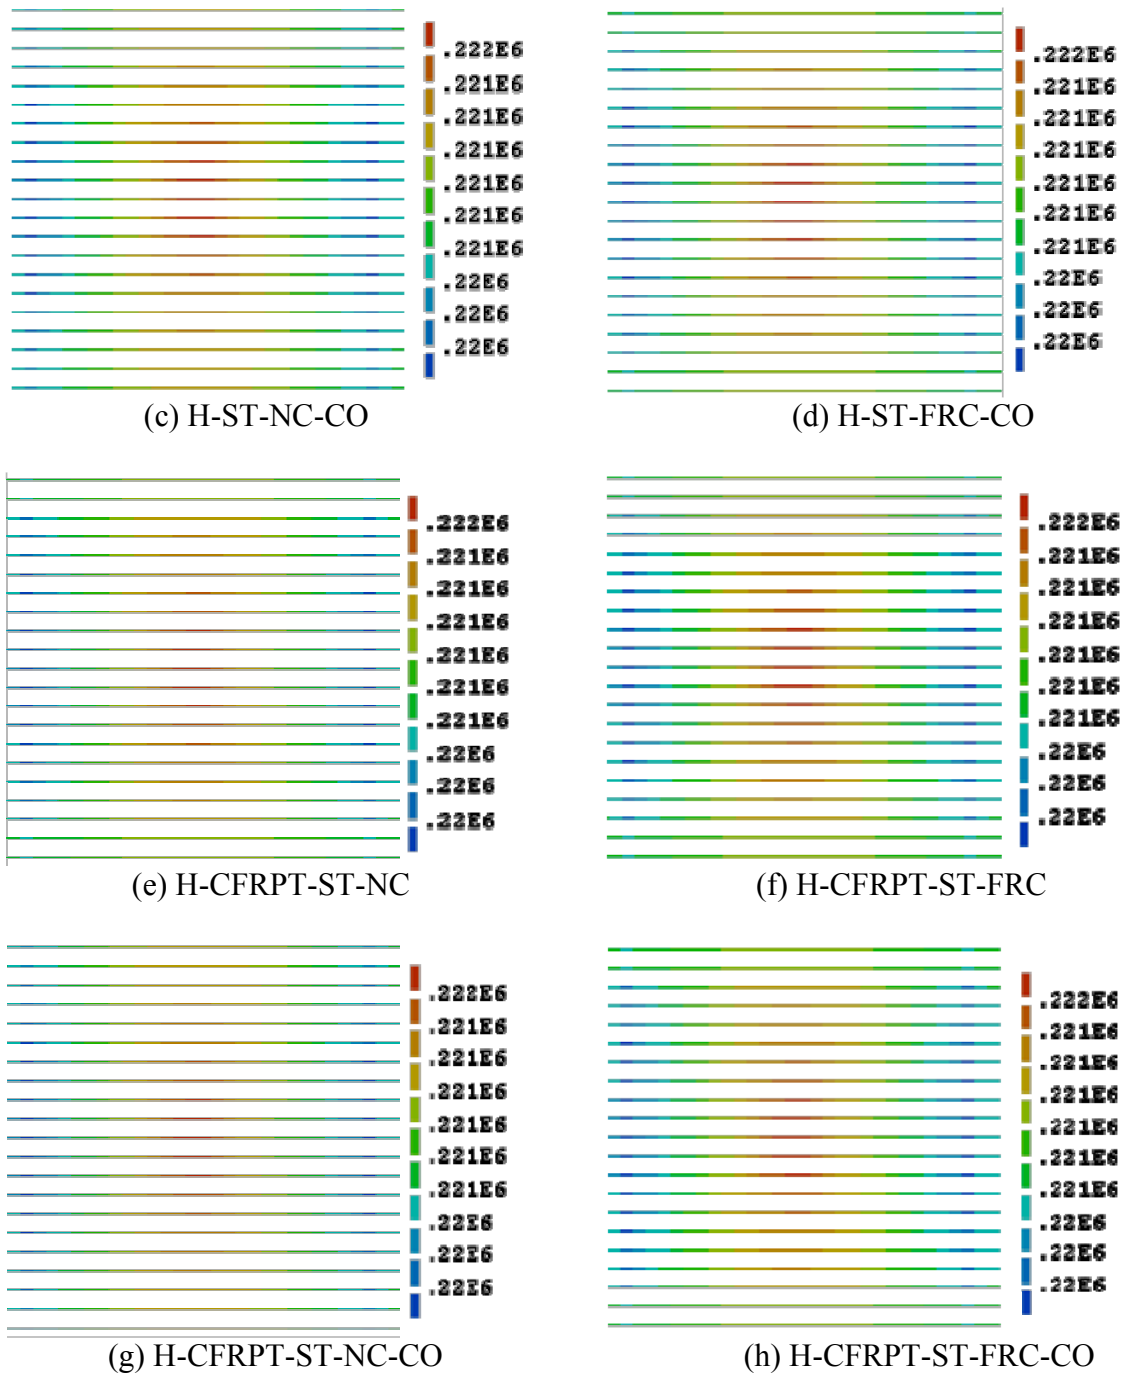 .222E6
.221E6
.221E6
.221E6
.221E6
.221E6
.221E6
.22E6
.22E6
.22E6
(c) H-ST-NC-CO
.222E6
.221E6
.221E6
.221E6
.221E6
.221E6
.221E6
.22E6
.22E6
.22E6
(d) H-ST-FRC-CO
.222E6
.221E6
.221E6
.221E6
.221E6
.221E6
.221E6
.22E6
.22E6
.22E6
(e) H-CFRPT-ST-NC
.222E6
.221E6
.221E6
.221E6
.221E6
.221E6
.221E6
.22E6
.22E6
.22E6
(f) H-CFRPT-ST-FRC
.222E6
.221E6
.221E6
.221E6
.221E6
.221E6
.221E6
.22E6
.22E6
.22E6
(g) H-CFRPT-ST-NC-CO
.222E6
.221E6
.221E6
.221E6
.221E6
.221E6
.221E6
.22E6
.22E6
.22E6
(h) H-CFRPT-ST-FRC-CO